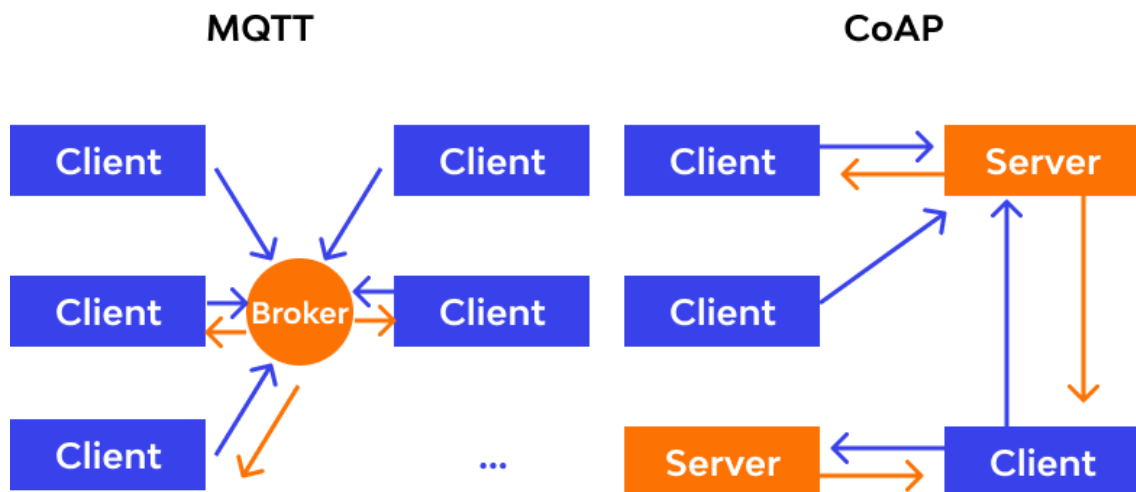 MQTT
CoAP
Client
Client
Client
Server
Client
Broker
Client
Client
Client
...
Server
Client